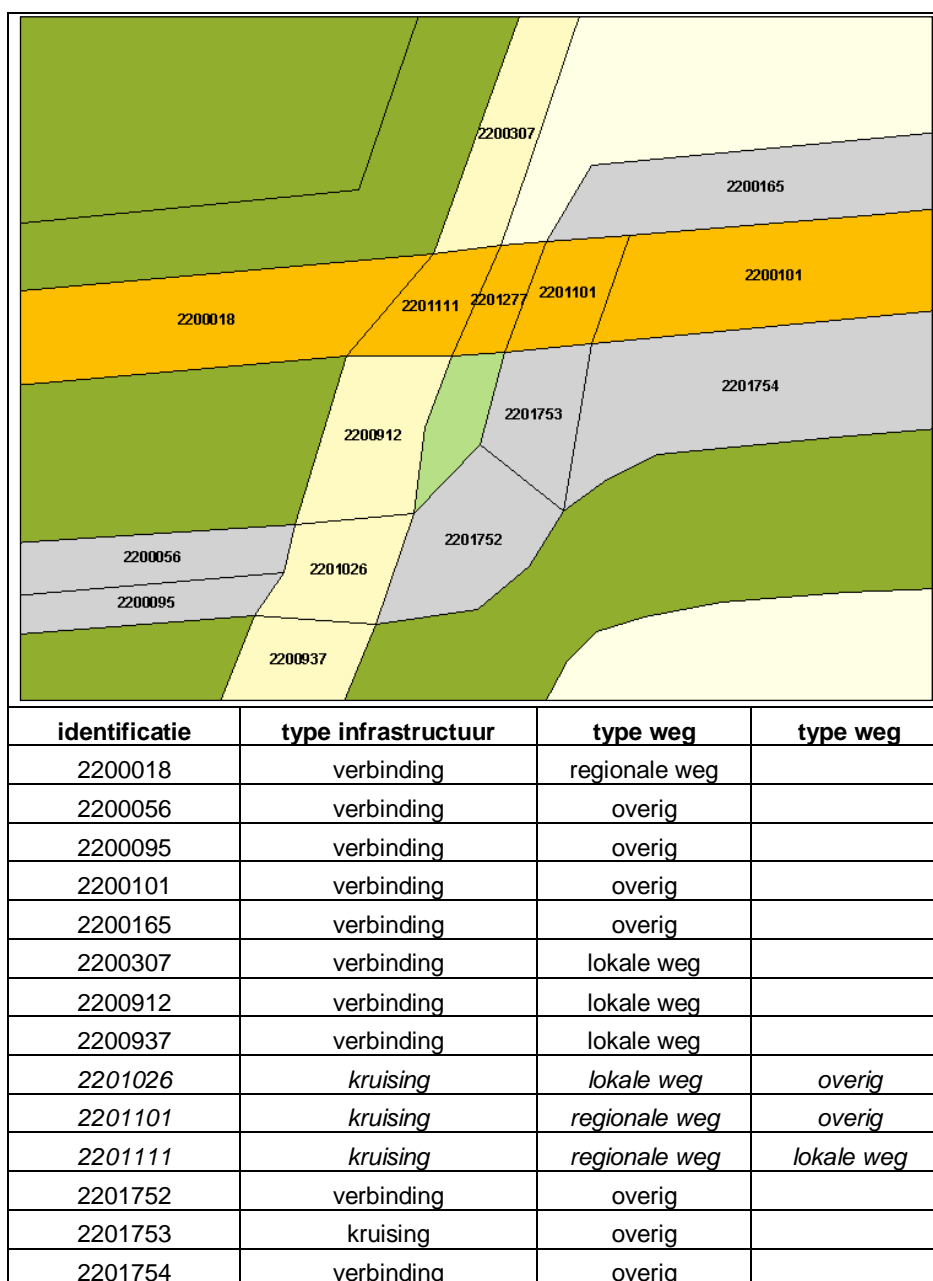 2200307
2200165
2200101
2201101
2201277
2201111
2200018
2201754
2201753
2200912
2201752
2200056
2201026
2200095
2200937
identificatie type infrastructuur type weg type weg
2200018 verbinding regionale weg
2200056 verbinding overig
2200095 verbinding overig
2200101 verbinding overig
2200165 verbinding overig
2200307 verbinding lokale weg
2200912 verbinding lokale weg
2200937 verbinding lokale weg
2201026 kruising lokale weg overig
2201101 kruising regionale weg overig
2201111 kruising regionale weg lokale weg
2201752 verbinding overig
2201753 kruising overig
2201754 verbinding overig